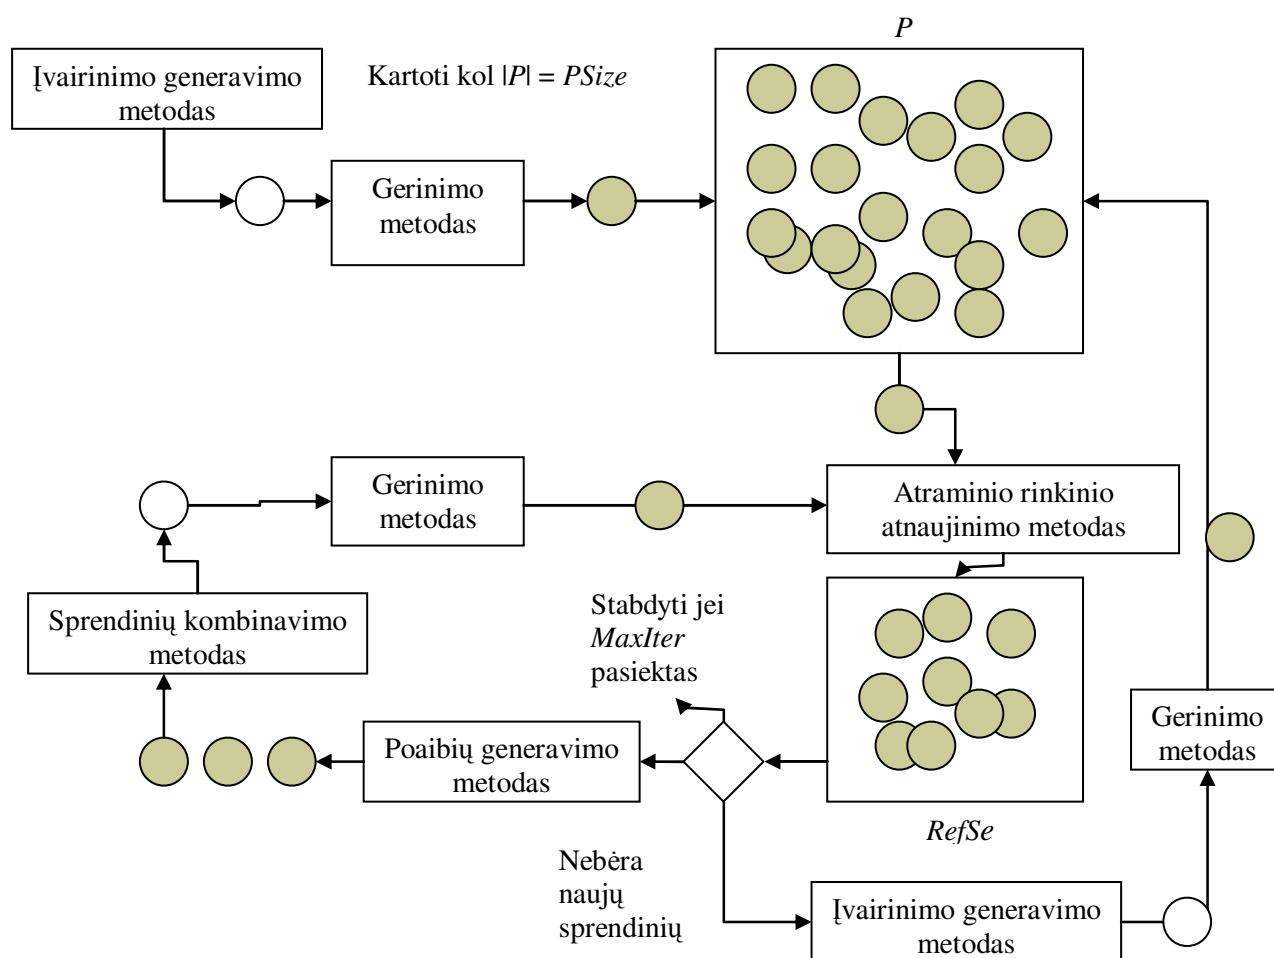 P
Įvairinimo generavimo
metodas
Kartoti kol |P| = PSize
Gerinimo
metodas
Gerinimo
metodas
Atraminio rinkinio
atnaujinimo metodas
Sprendinių kombinavimo
metodas
Stabdyti jei
MaxIter
pasiektas
Gerinimo
metodas
Poaibių generavimo
metodas
RefSe
Nebėra
naujų
sprendinių
Įvairinimo generavimo
metodas